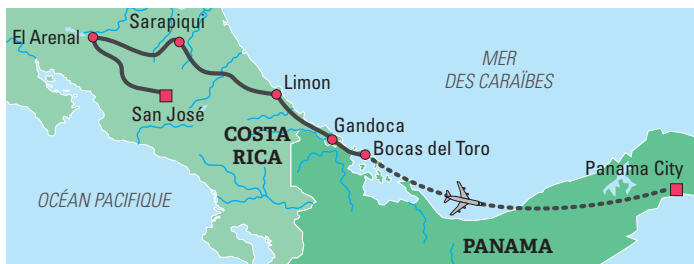 Sarapiquí
El Arenal
MER
DES CARAÏBES
Limon
San José
Gandoca
COSTA
RICA
Bocas del Toro
Panama City
OCÉAN PACIFIQUE
PANAMA